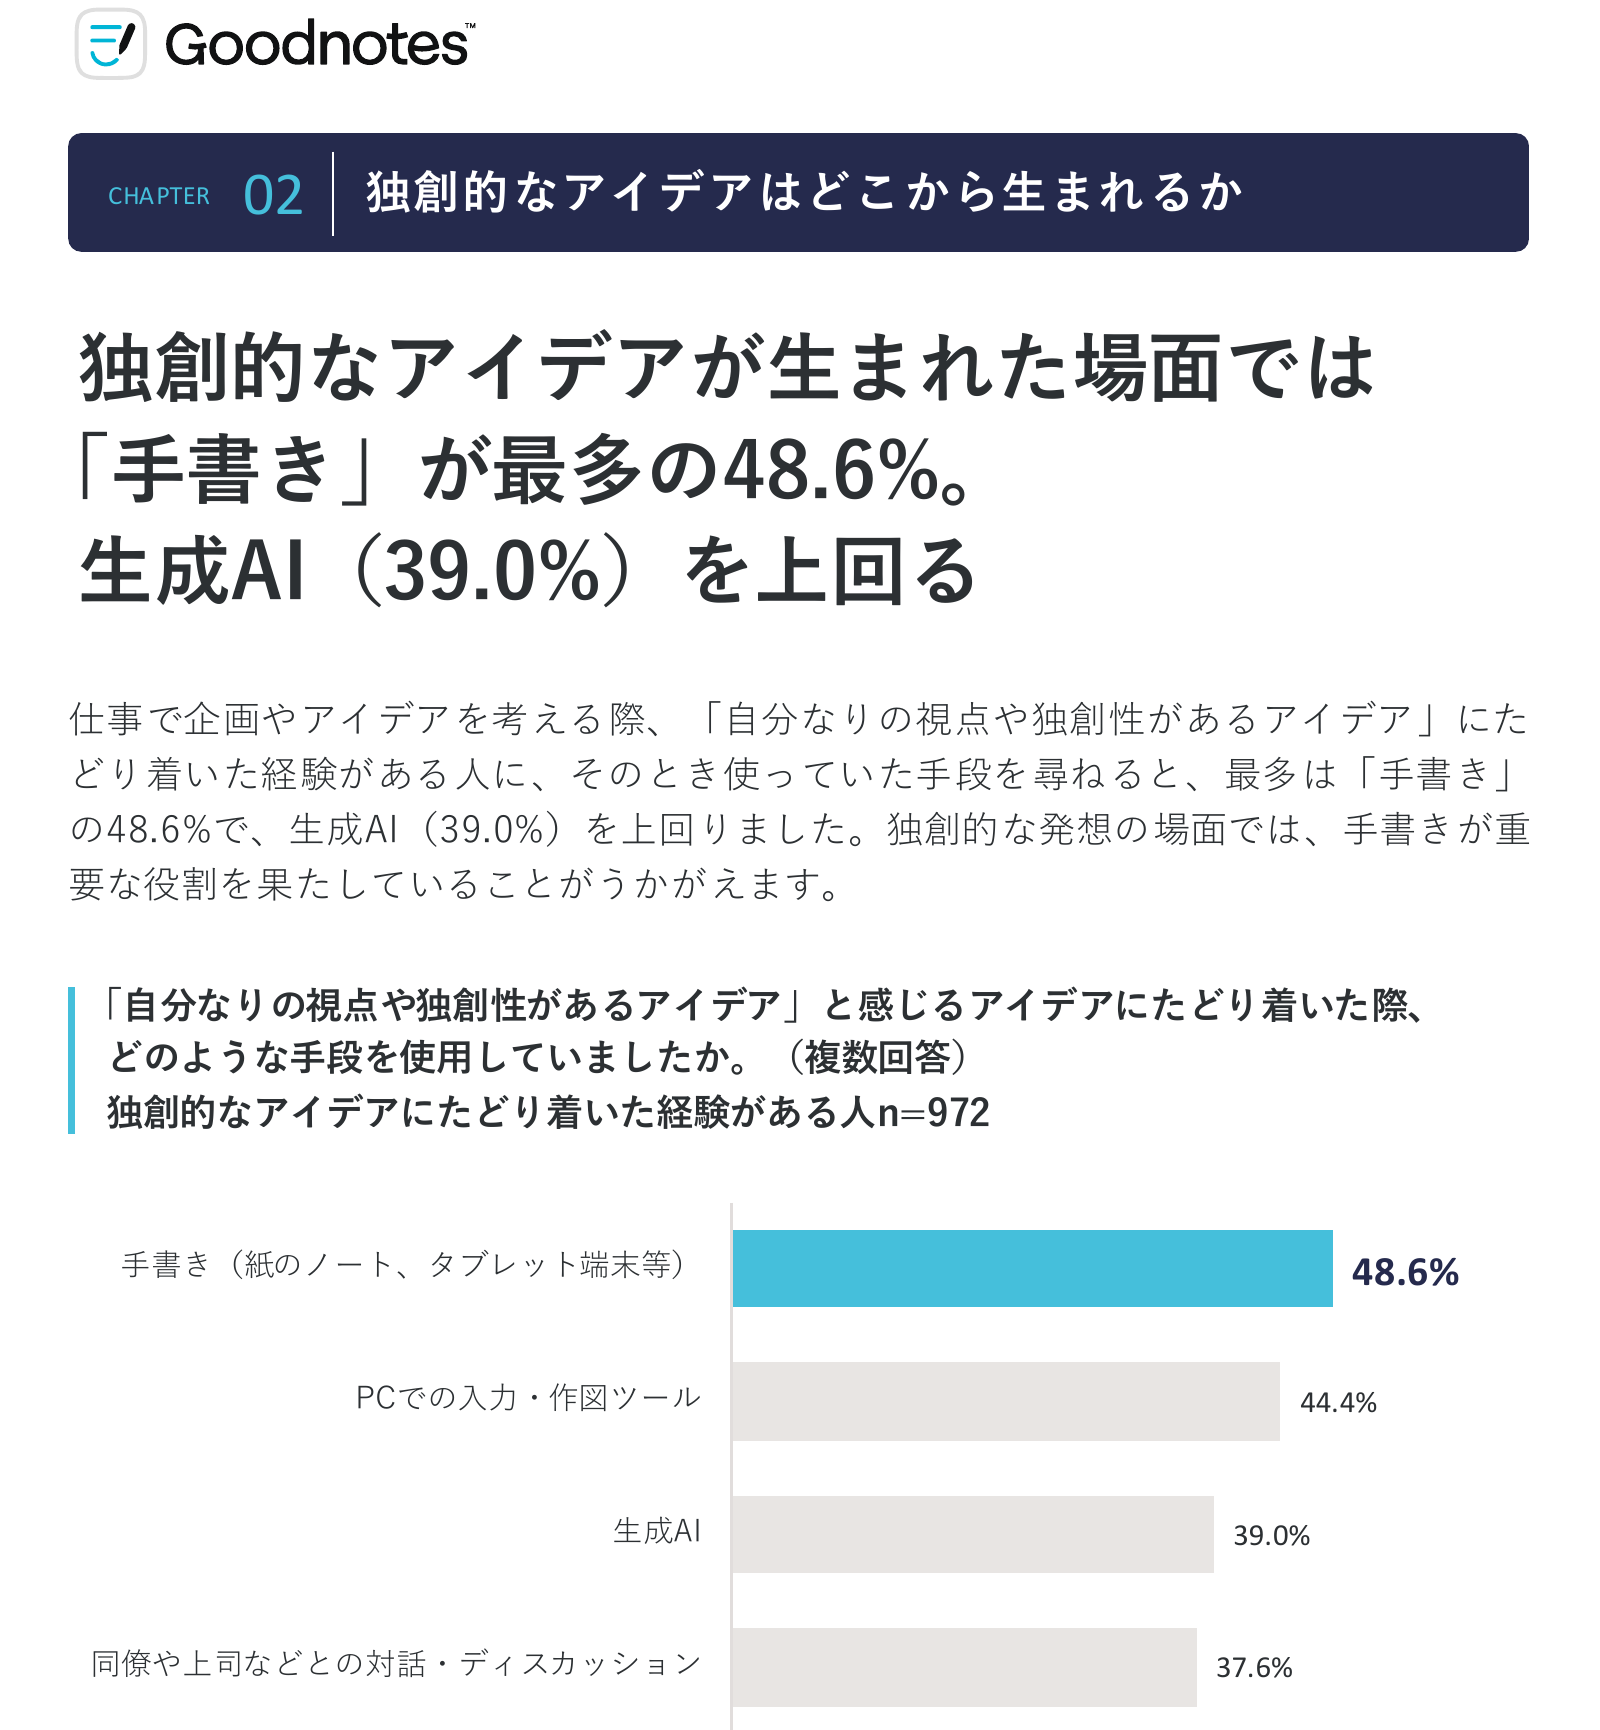 Goodnotes™
CHAPTER 02 独創的なアイデアはどこから生まれるか
独創的なアイデアが生まれた場面では
「手書き」が最多の48.6%。
生成AI（39.0%）を上回る
仕事で企画やアイデアを考える際、「自分なりの視点や独創性があるアイデア」にた
どり着いた経験がある人に、そのとき使っていた手段を尋ねると、最多は「手書き」
の48.6%で、生成AI（39.0%）を上回りました。独創的な発想の場面では、手書きが重
要な役割を果たしていることがうかがえます。
「自分なりの視点や独創性があるアイデア」と感じるアイデアにたどり着いた際、
どのような手段を使用していましたか。（複数回答）
独創的なアイデアにたどり着いた経験がある人n=972
手書き（紙のノート、タブレット端末等） 48.6%
PCでの入力・作図ツール 44.4%
生成AI 39.0%
同僚や上司などとの対話・ディスカッション 37.6%